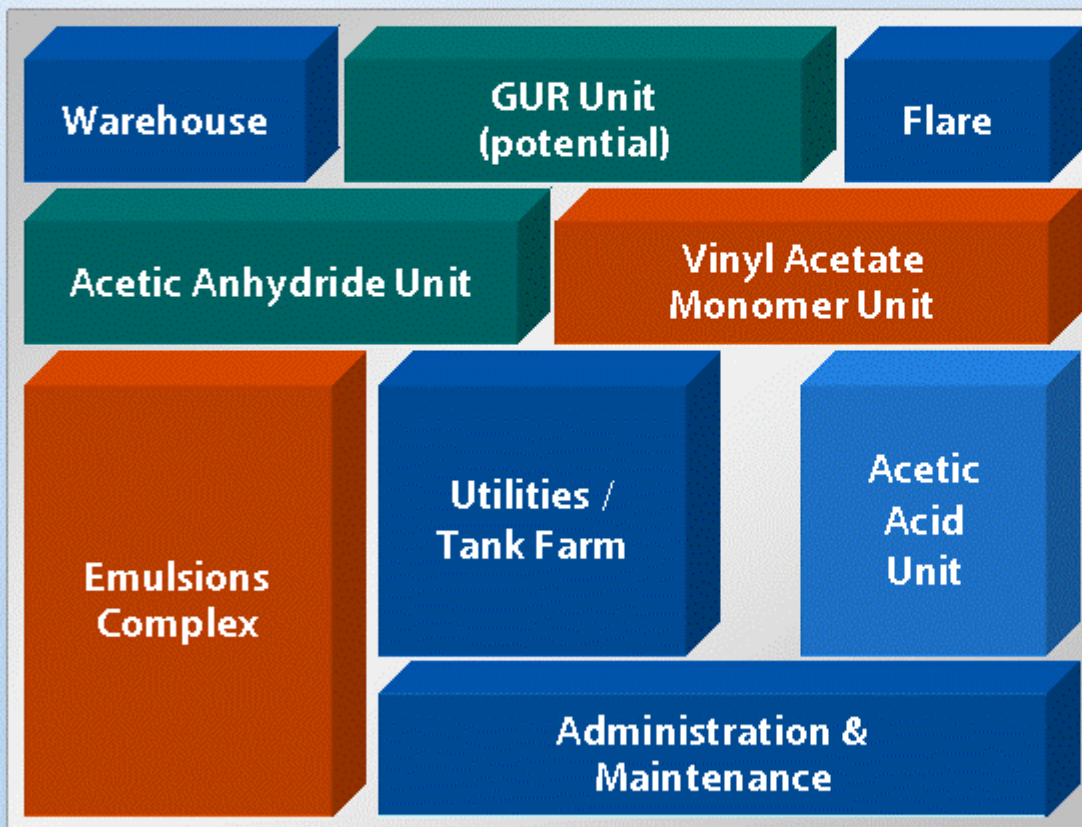 Warehouse
GUR Unit
(potential)
Flare
Acetic Anhydride Unit
Vinyl Acetate
Monomer Unit
Emulsions
Complex
Utilities /
Tank Farm
Acetic
Acid
Unit
Administration &
Maintenance